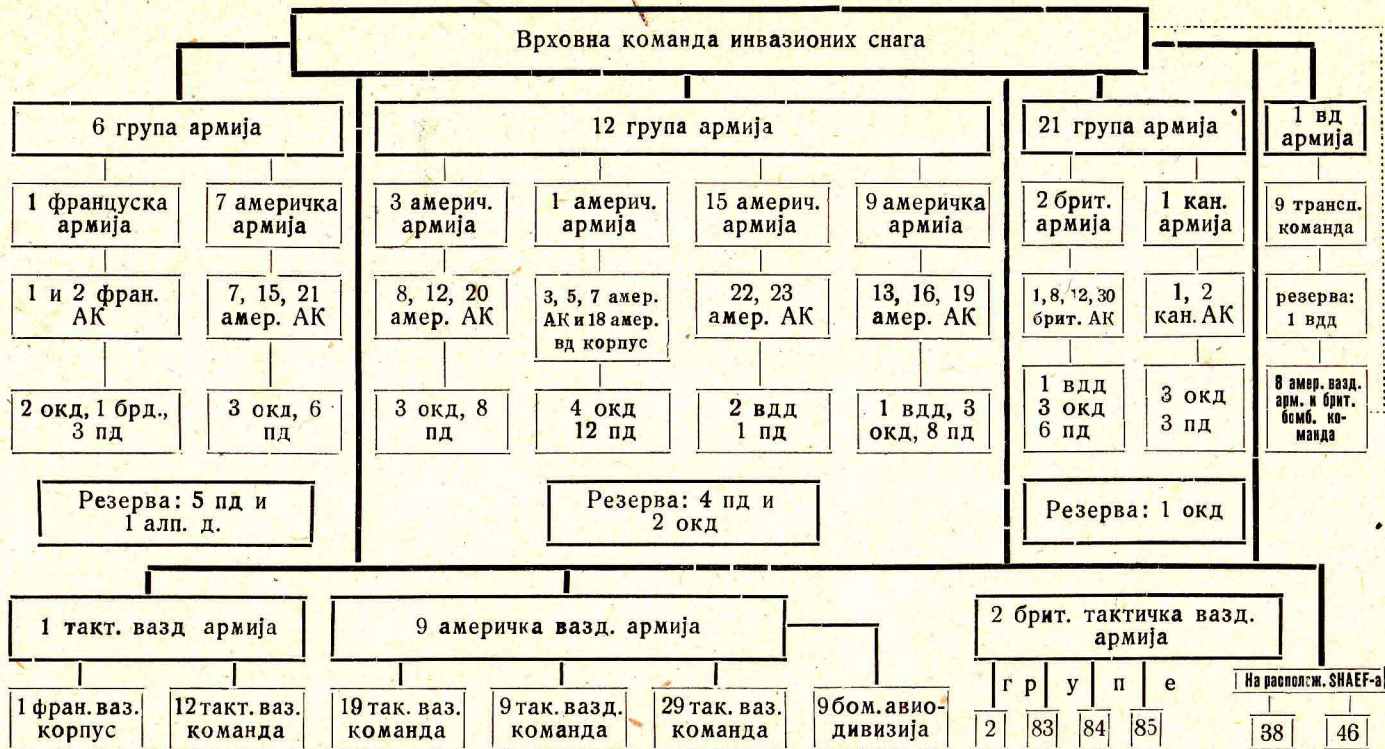 Врховна команда инвазионих снага
6 група армија
12 група армија
21 група армија
1 вд
армија
1 француска
армија
7 америчка
армија
3 америч.
армија
1 америч.
армија
15 америч.
армија
9 америчка
армија
2 брит.
армија
1 кан.
армија
9 трансп.
команда
1 и 2 фран.
АК
7, 15, 21
амер. АК
8, 12, 20
амер. АК
3, 5, 7 амер.
АК и 18 амер.
вд корпус
22, 23
амер. АК
13, 16, 19
амер. АК
1, 8, 12, 30
брит. АК
1, 2
кан. АК
резерва:
1 вдд
2 окд, 1 брд.,
3 пд
3 окд, 6
пд
3 окд, 8
пд
4 окд
12 пд
2 вдд
1 пд
1 вдд, 3
окд, 8 пд
1 вдд
3 окд
6 пд
3 окд
3 пд
8 амер. вазд.
арм. и брит.
бомб. ко-
манда
Резерва: 5 пд и
1 алп. д.
Резерва: 4 пд и
2 окд
Резерва: 1 окд
1 такт. вазд армија
9 америчка вазд. армија
2 брит. тактичка вазд.
армија
1 фран. ваз.
корпус
12 такт. ваз.
команда
19 так. ваз.
команда
9 так. вазд.
команда
29 так. ваз.
команда
9 бом. авио-
дивизија
групе
2 83 84 85
На располож. SHAEF-а
38 46